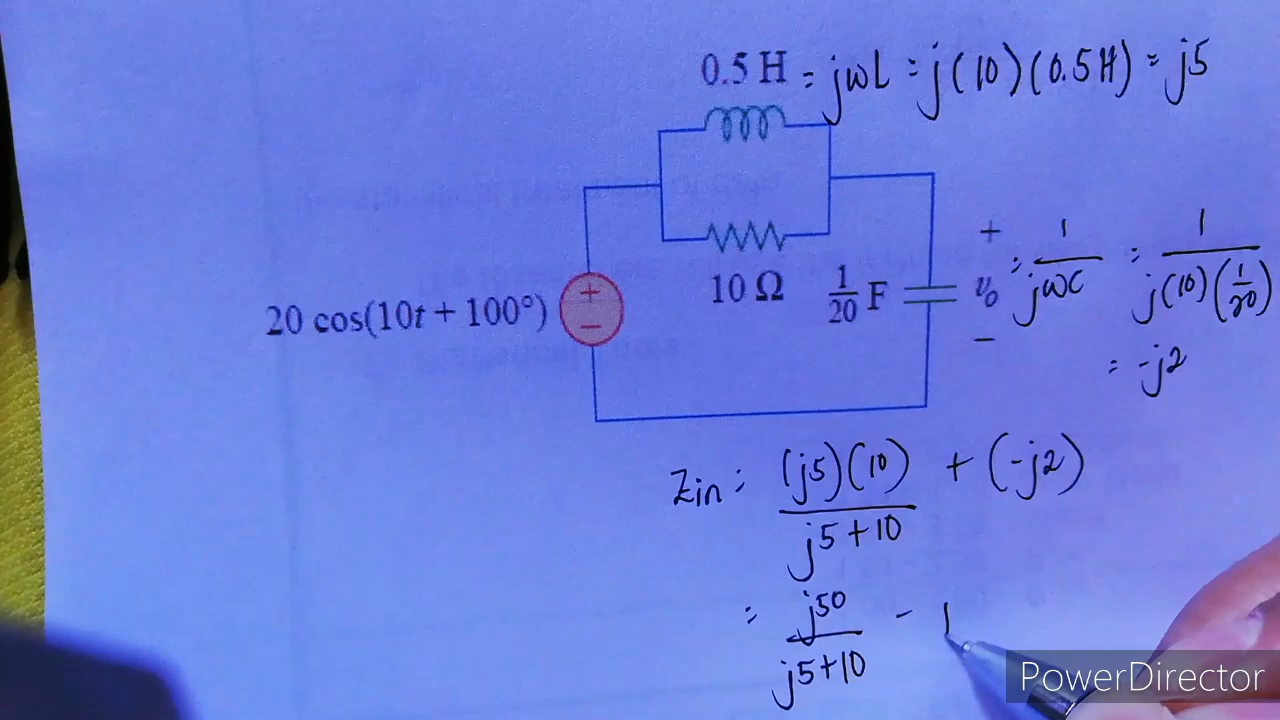 0.5 H = jωL = j(10)(0.5H) = j5
10 Ω
1/20 F
+
v₀ = 1/jωC = 1/j(10)(1/20)
−
= -j2
20 cos(10t + 100°)
+
−
Zin = (j5)(10)/j5+10 + (-j2)
= j50/j5+10 -
PowerDirector